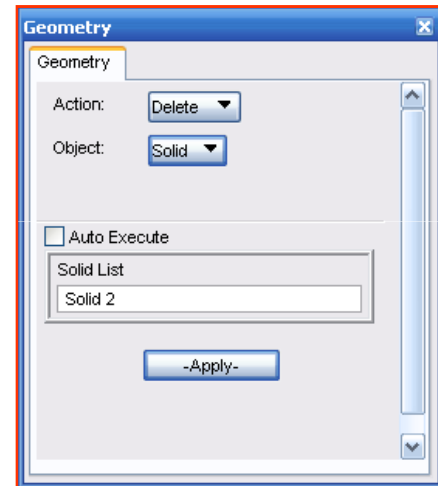 Geometry
Geometry
Action: Delete
Object: Solid
Auto Execute
Solid List
Solid 2
-Apply-